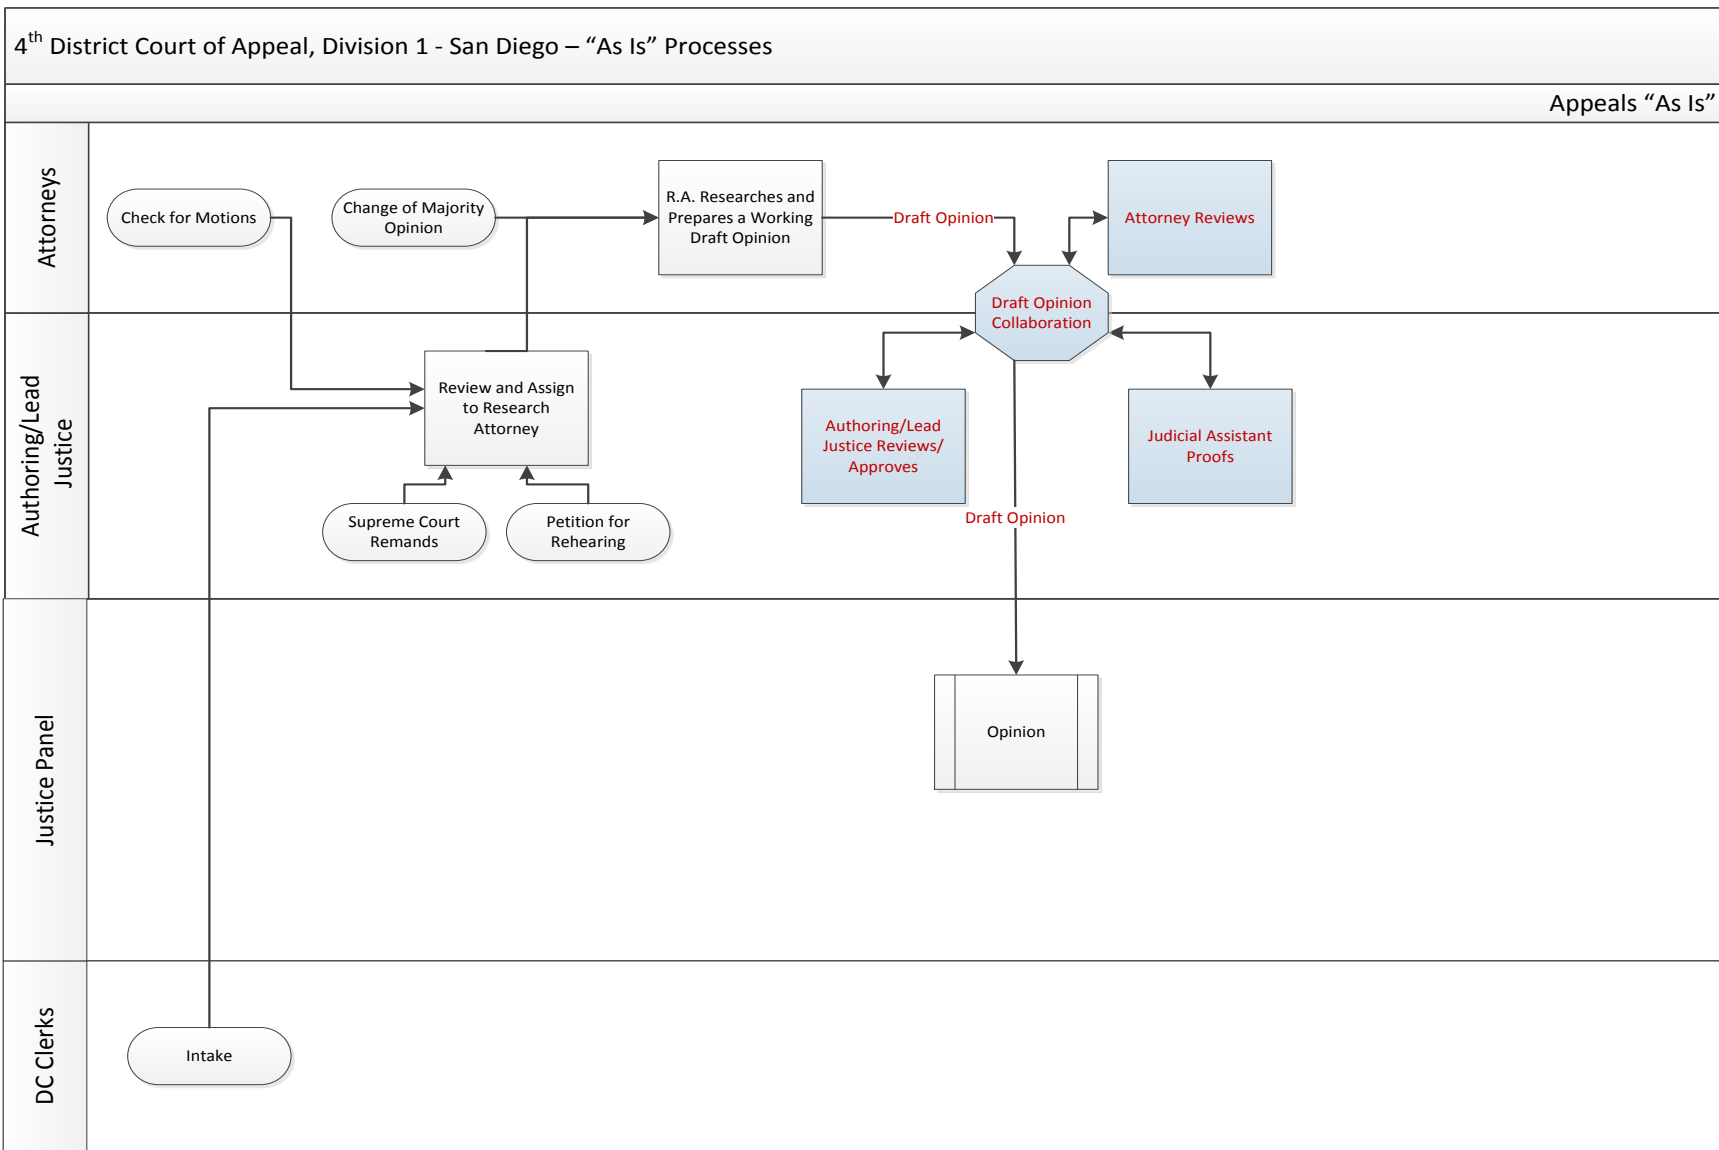 4th District Court of Appeal, Division 1 - San Diego – “As Is” Processes
Appeals “As Is”
Attorneys
Check for Motions
Change of Majority
Opinion
R.A. Researches and
Prepares a Working
Draft Opinion
Draft Opinion
Attorney Reviews
Draft Opinion
Collaboration
Authoring/Lead
Justice
Review and Assign
to Research
Attorney
Supreme Court
Remands
Petition for
Rehearing
Authoring/Lead
Justice Reviews/
Approves
Judicial Assistant
Proofs
Draft Opinion
Justice Panel
Opinion
DC Clerks
Intake